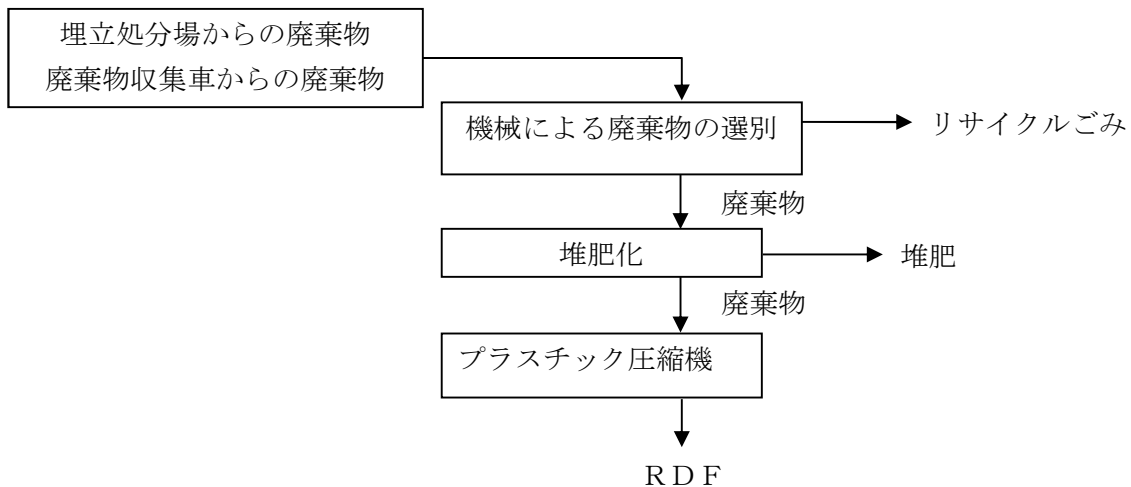 埋立処分場からの廃棄物
廃棄物収集車からの廃棄物
機械による廃棄物の選別
リサイクルごみ
廃棄物
堆肥化
堆肥
廃棄物
プラスチック圧縮機
ＲＤＦ